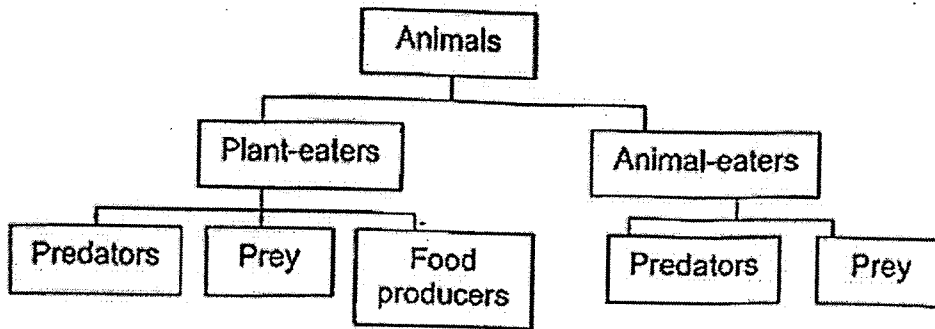 Animals
Plant-eaters
Animal-eaters
Predators
Prey
Food
producers
Predators
Prey